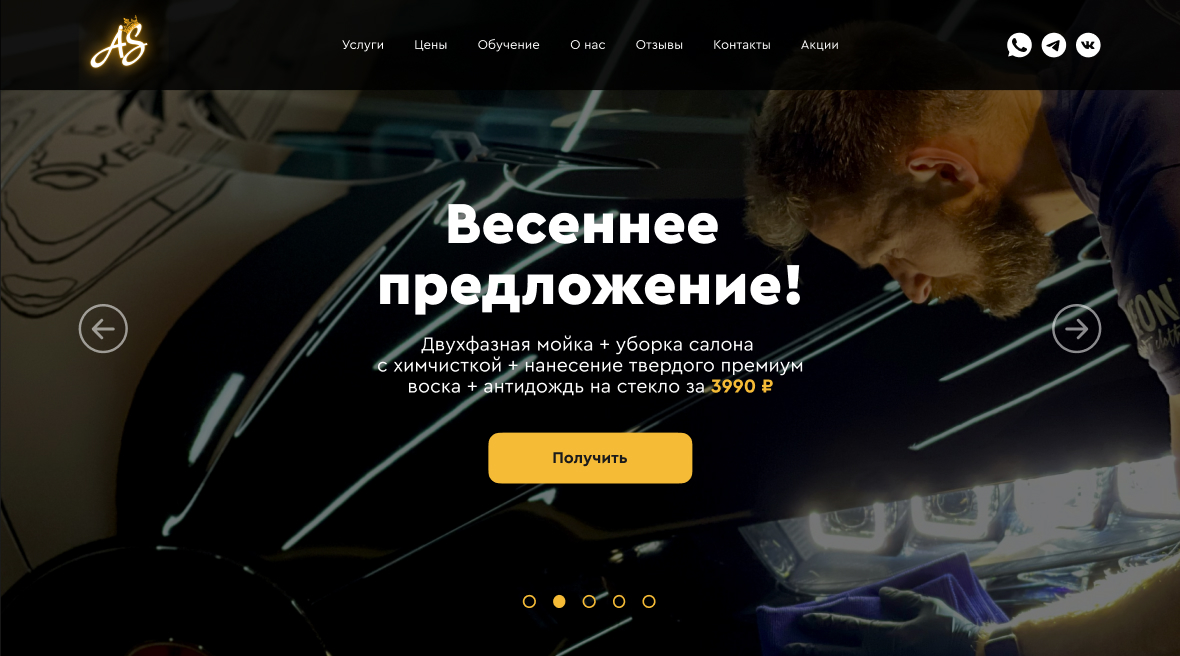 AS
Услуги
Цены
Обучение
О нас
Отзывы
Контакты
Акции
Весеннее
предложение!
Двухфазная мойка + уборка салона
с химчисткой + нанесение твердого премиум
воска + антидождь на стекло за 3990 ₽
Получить